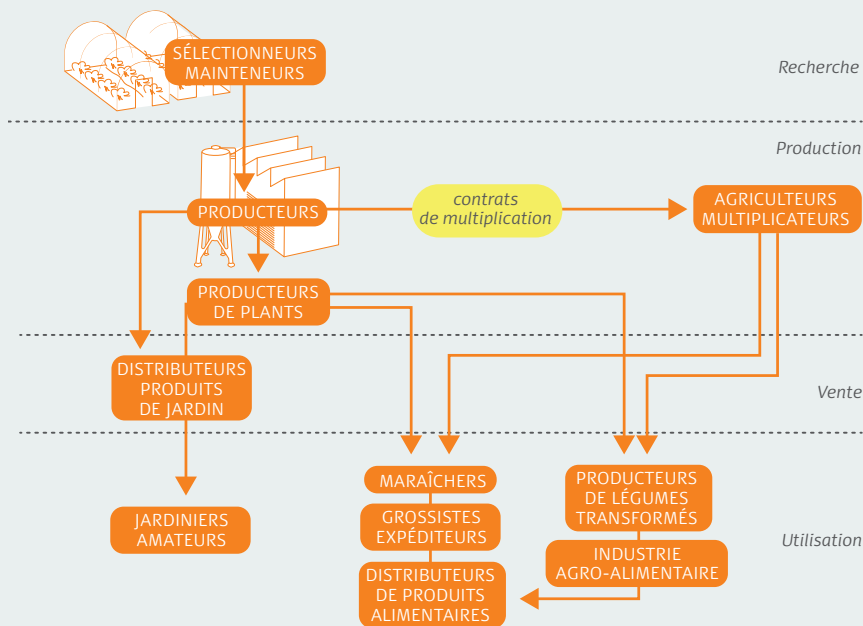 SÉLECTIONNEURS
MAINTENEURS
Recherche
Production
PRODUCTEURS
contrats
de multiplication
AGRICULTEURS
MULTIPLICATEURS
PRODUCTEURS
DE PLANTS
DISTRIBUTEURS
PRODUITS
DE JARDIN
Vente
MARAÎCHERS
PRODUCTEURS
DE LÉGUMES
TRANSFORMÉS
JARDINIERS
AMATEURS
GROSSISTES
EXPÉDITEURS
Utilisation
INDUSTRIE
AGRO-ALIMENTAIRE
DISTRIBUTEURS
DE PRODUITS
ALIMENTAIRES